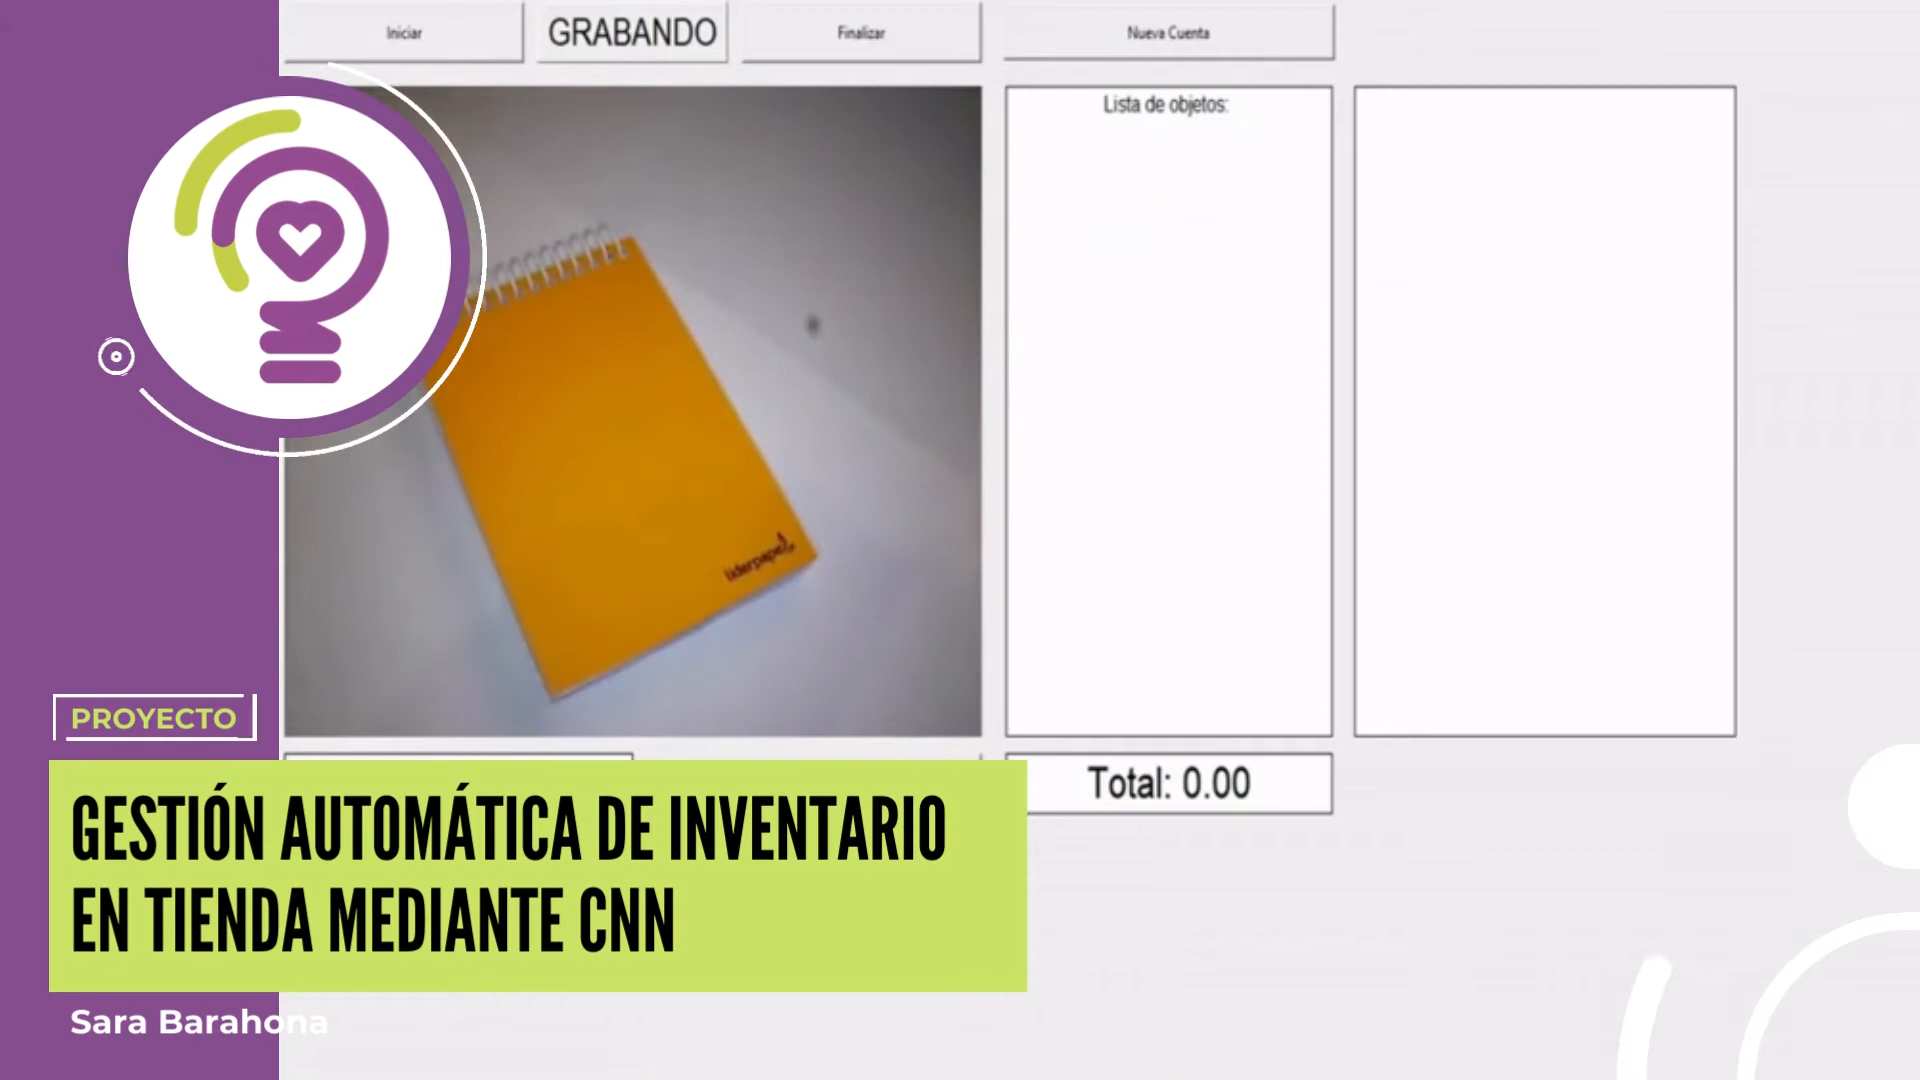 Iniciar
GRABANDO
Finalizar
Nueva Cuenta
Lista de objetos:
liderpapel
Total: 0.00
PROYECTO
GESTIÓN AUTOMÁTICA DE INVENTARIO
EN TIENDA MEDIANTE CNN
Sara Barahona